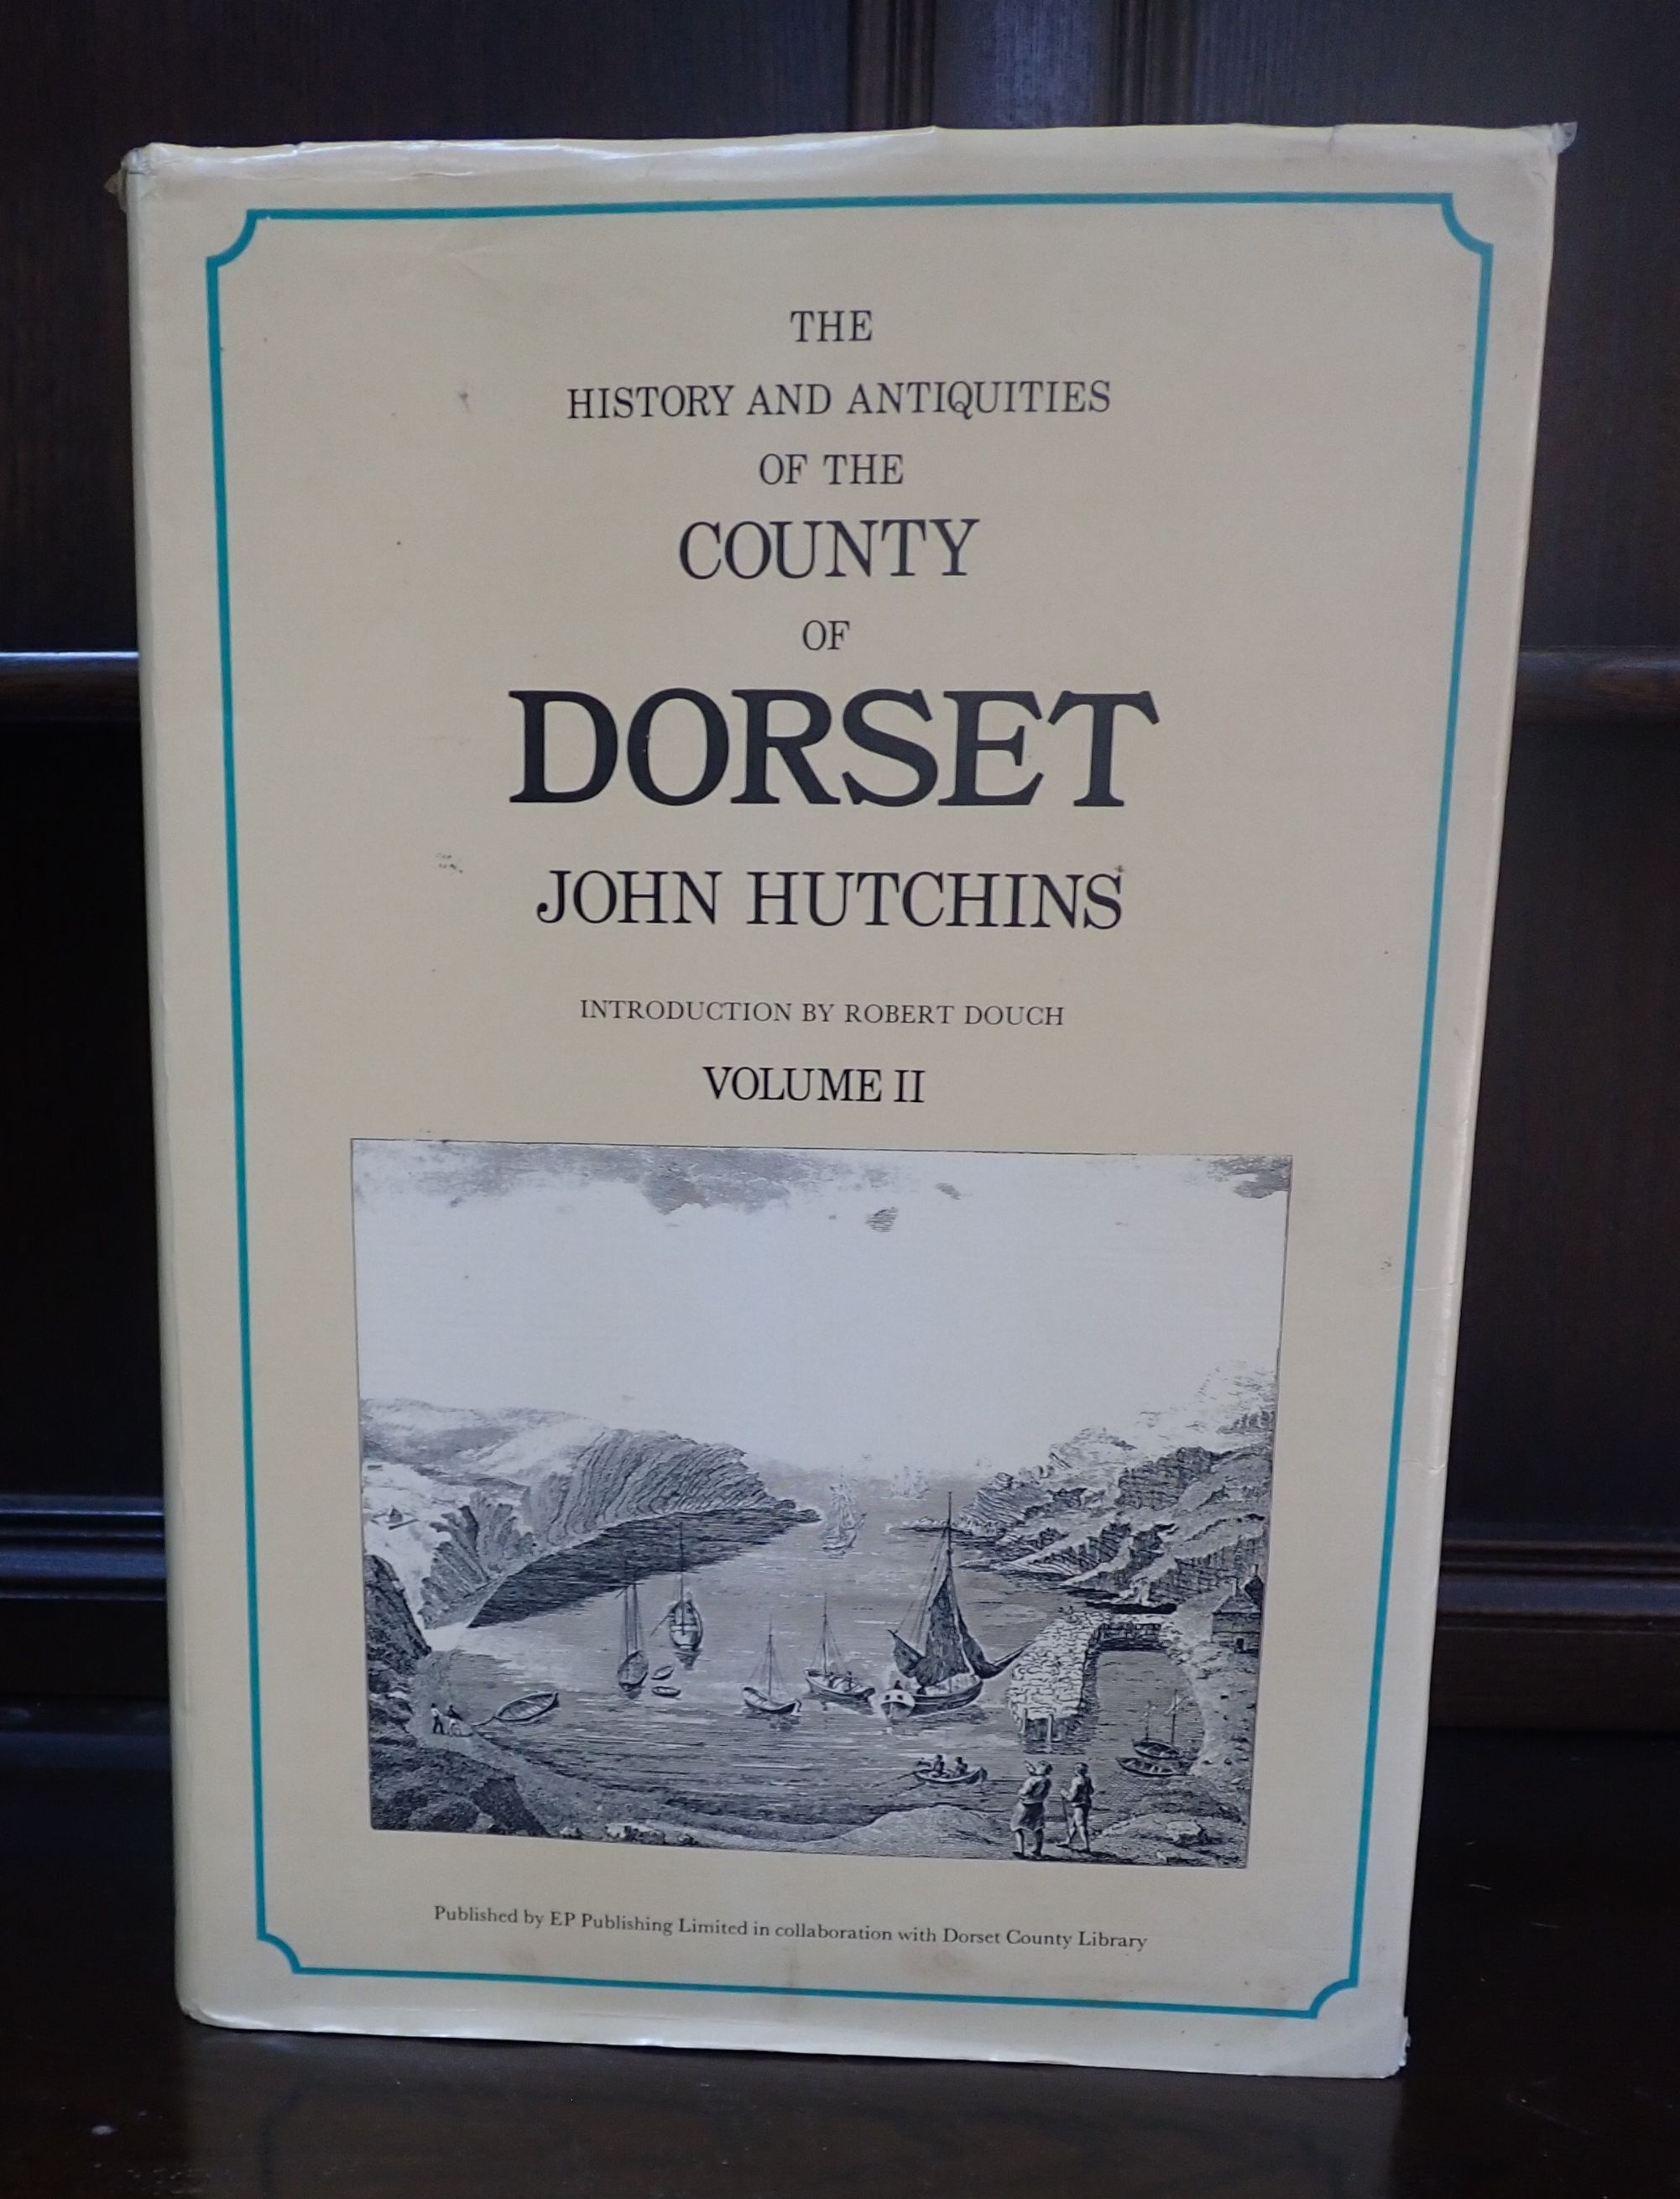 THE
HISTORY AND ANTIQUITIES
OF THE
COUNTY
OF
DORSET
JOHN HUTCHINS
INTRODUCTION BY ROBERT DOUCH
VOLUME II
Published by EP Publishing Limited in collaboration with Dorset County Library